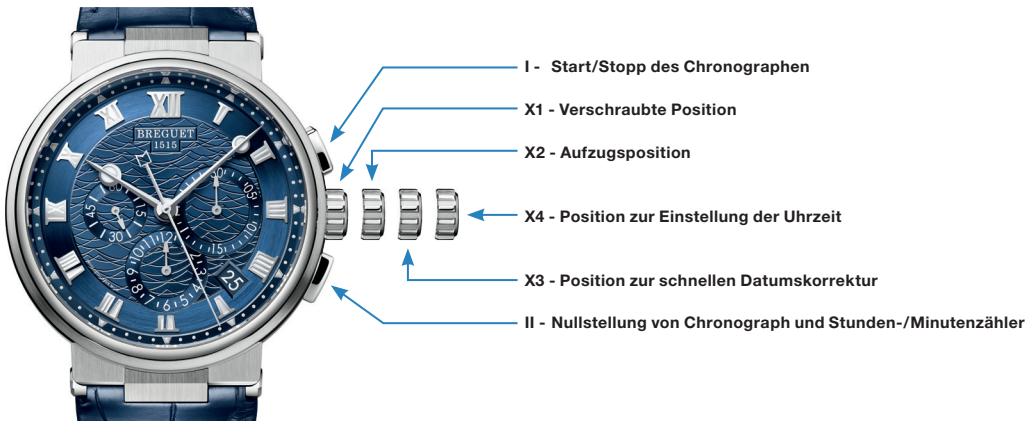 I - Start/Stopp des Chronographen
X1 - Verschraubte Position
X2 - Aufzugsposition
X4 - Position zur Einstellung der Uhrzeit
X3 - Position zur schnellen Datumskorrektur
II - Nullstellung von Chronograph und Stunden-/Minutenzähler
XII
BREGUET
1515
25